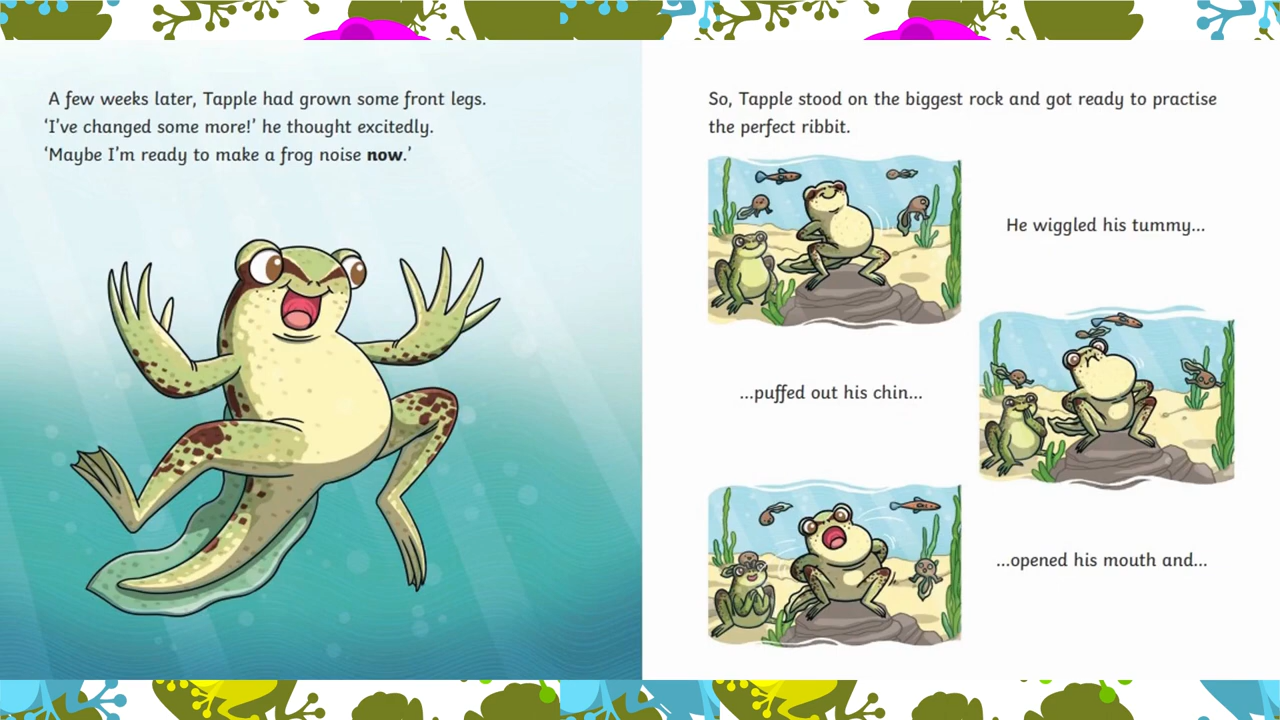 A few weeks later, Tapple had grown some front legs.
‘I’ve changed some more!’ he thought excitedly.
‘Maybe I’m ready to make a frog noise now.’
So, Tapple stood on the biggest rock and got ready to practise
the perfect ribbit.
He wiggled his tummy...
...puffed out his chin...
...opened his mouth and...